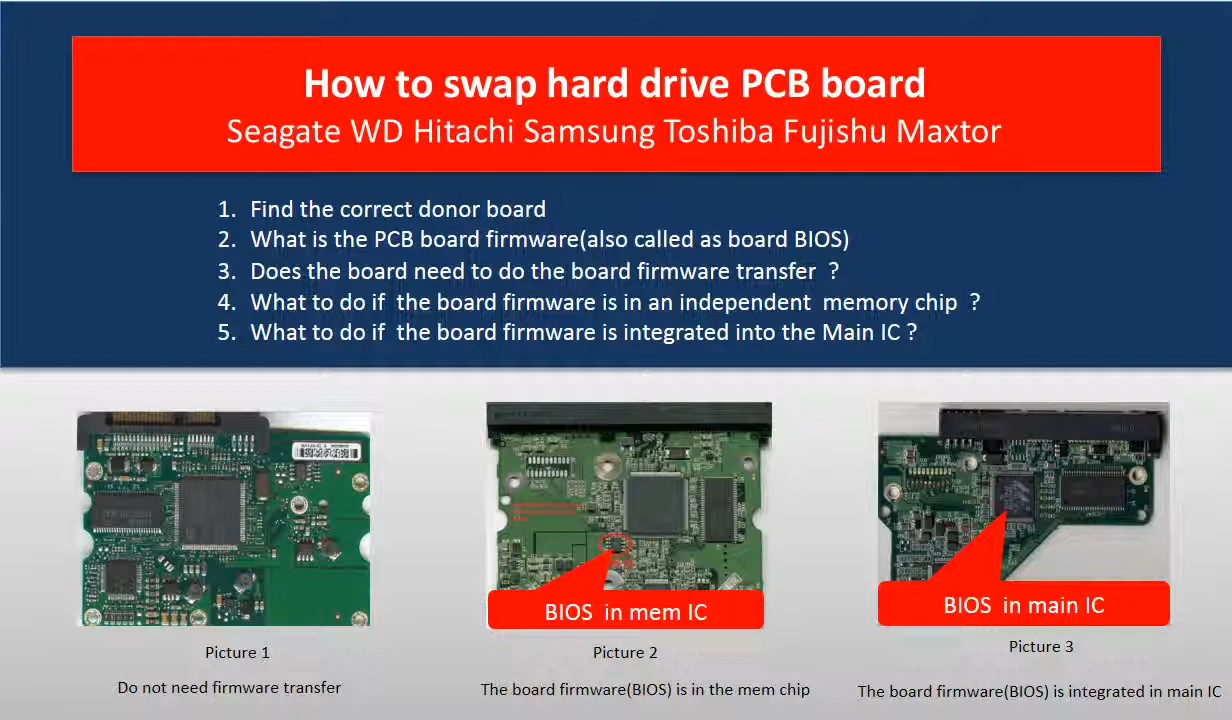 How to swap hard drive PCB board
Seagate WD Hitachi Samsung Toshiba Fujishu Maxtor
1. Find the correct donor board
2. What is the PCB board firmware(also called as board BIOS)
3. Does the board need to do the board firmware transfer ?
4. What to do if the board firmware is in an independent memory chip ?
5. What to do if the board firmware is integrated into the Main IC ?
BIOS in mem IC
BIOS in main IC
Picture 1
Picture 2
Picture 3
Do not need firmware transfer
The board firmware(BIOS) is in the mem chip
The board firmware(BIOS) is integrated in main IC